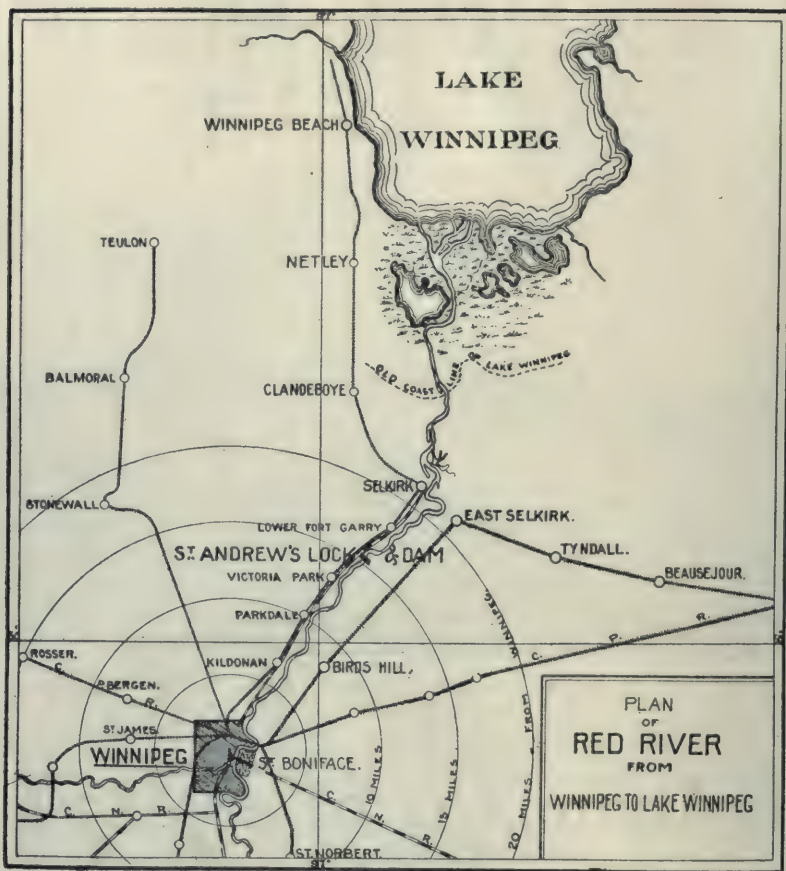 97°
LAKE
WINNIPEG
WINNIPEG BEACH
TEULON
NETLEY
OLD COAST LINE OF LAKE WINNIPEG
BALMORAL
CLANDEBOYE
SELKIRK
STONEWALL
EAST SELKIRK.
LOWER FORT GARRY
ST ANDREW'S LOCK & DAM
TYNDALL.
VICTORIA PARK
BEAUSEJOUR.
PARKDALE
C. P. R.
ROSSER.
KILDONAN
BIRDS HILL,
C. P. R.
BERGEN.
ST JAMES.
WINNIPEG
ST BONIFACE.
10 MILES
15 MILES
20 MILES FROM WINNIPEG.
C. N. R.
C. N. R.
ST. NORBERT.
97°
PLAN
OF
RED RIVER
FROM
WINNIPEG TO LAKE WINNIPEG